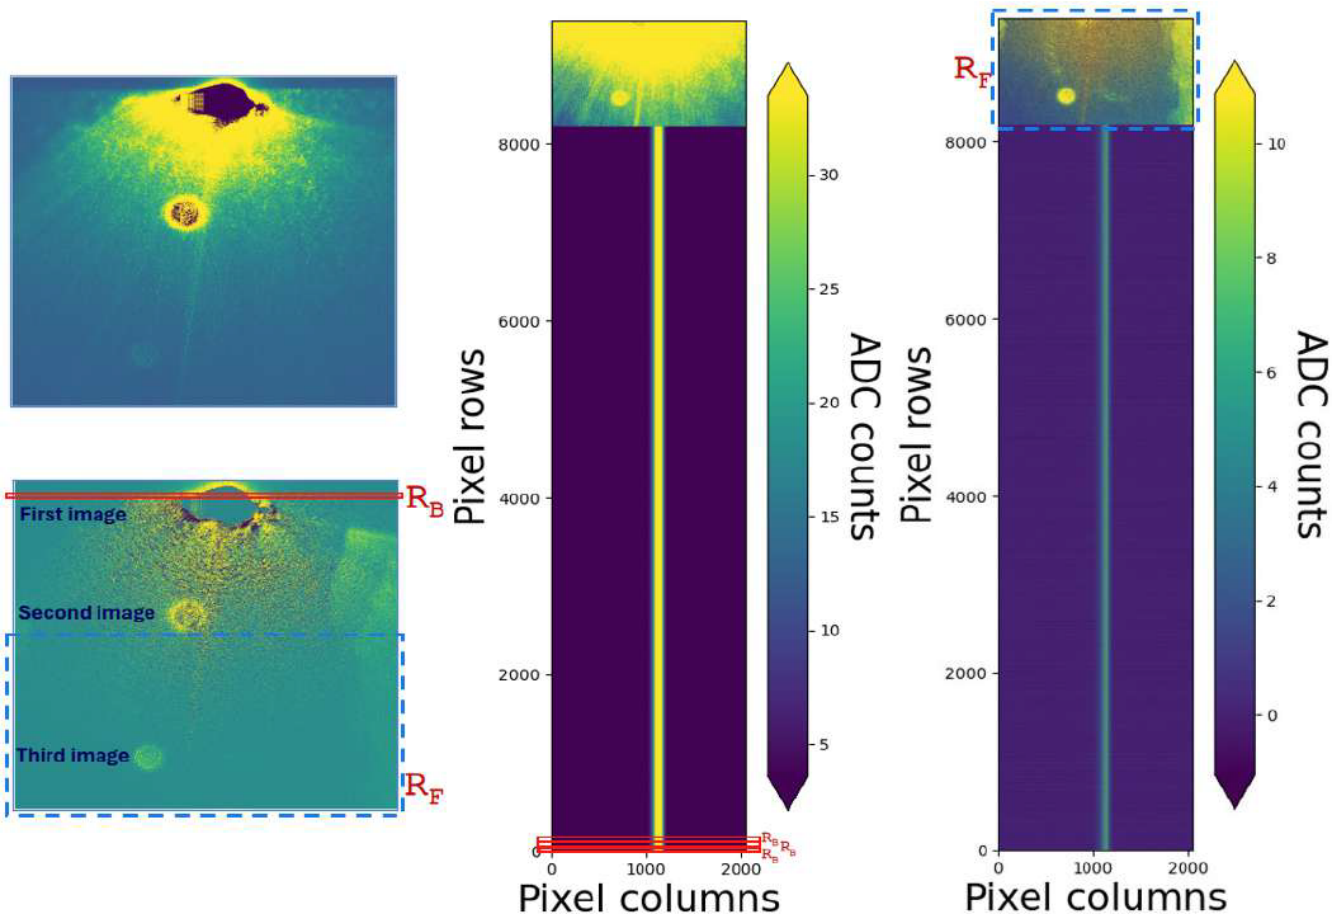 First image
R_B
Second image
Third image
R_F
8000
6000
4000
2000
0
0
1000
2000
Pixel rows
Pixel columns
R_B
R_B
R_B
30
25
20
15
10
5
ADC counts
R_F
8000
6000
4000
2000
0
0
1000
2000
Pixel rows
Pixel columns
10
8
6
4
2
0
ADC counts